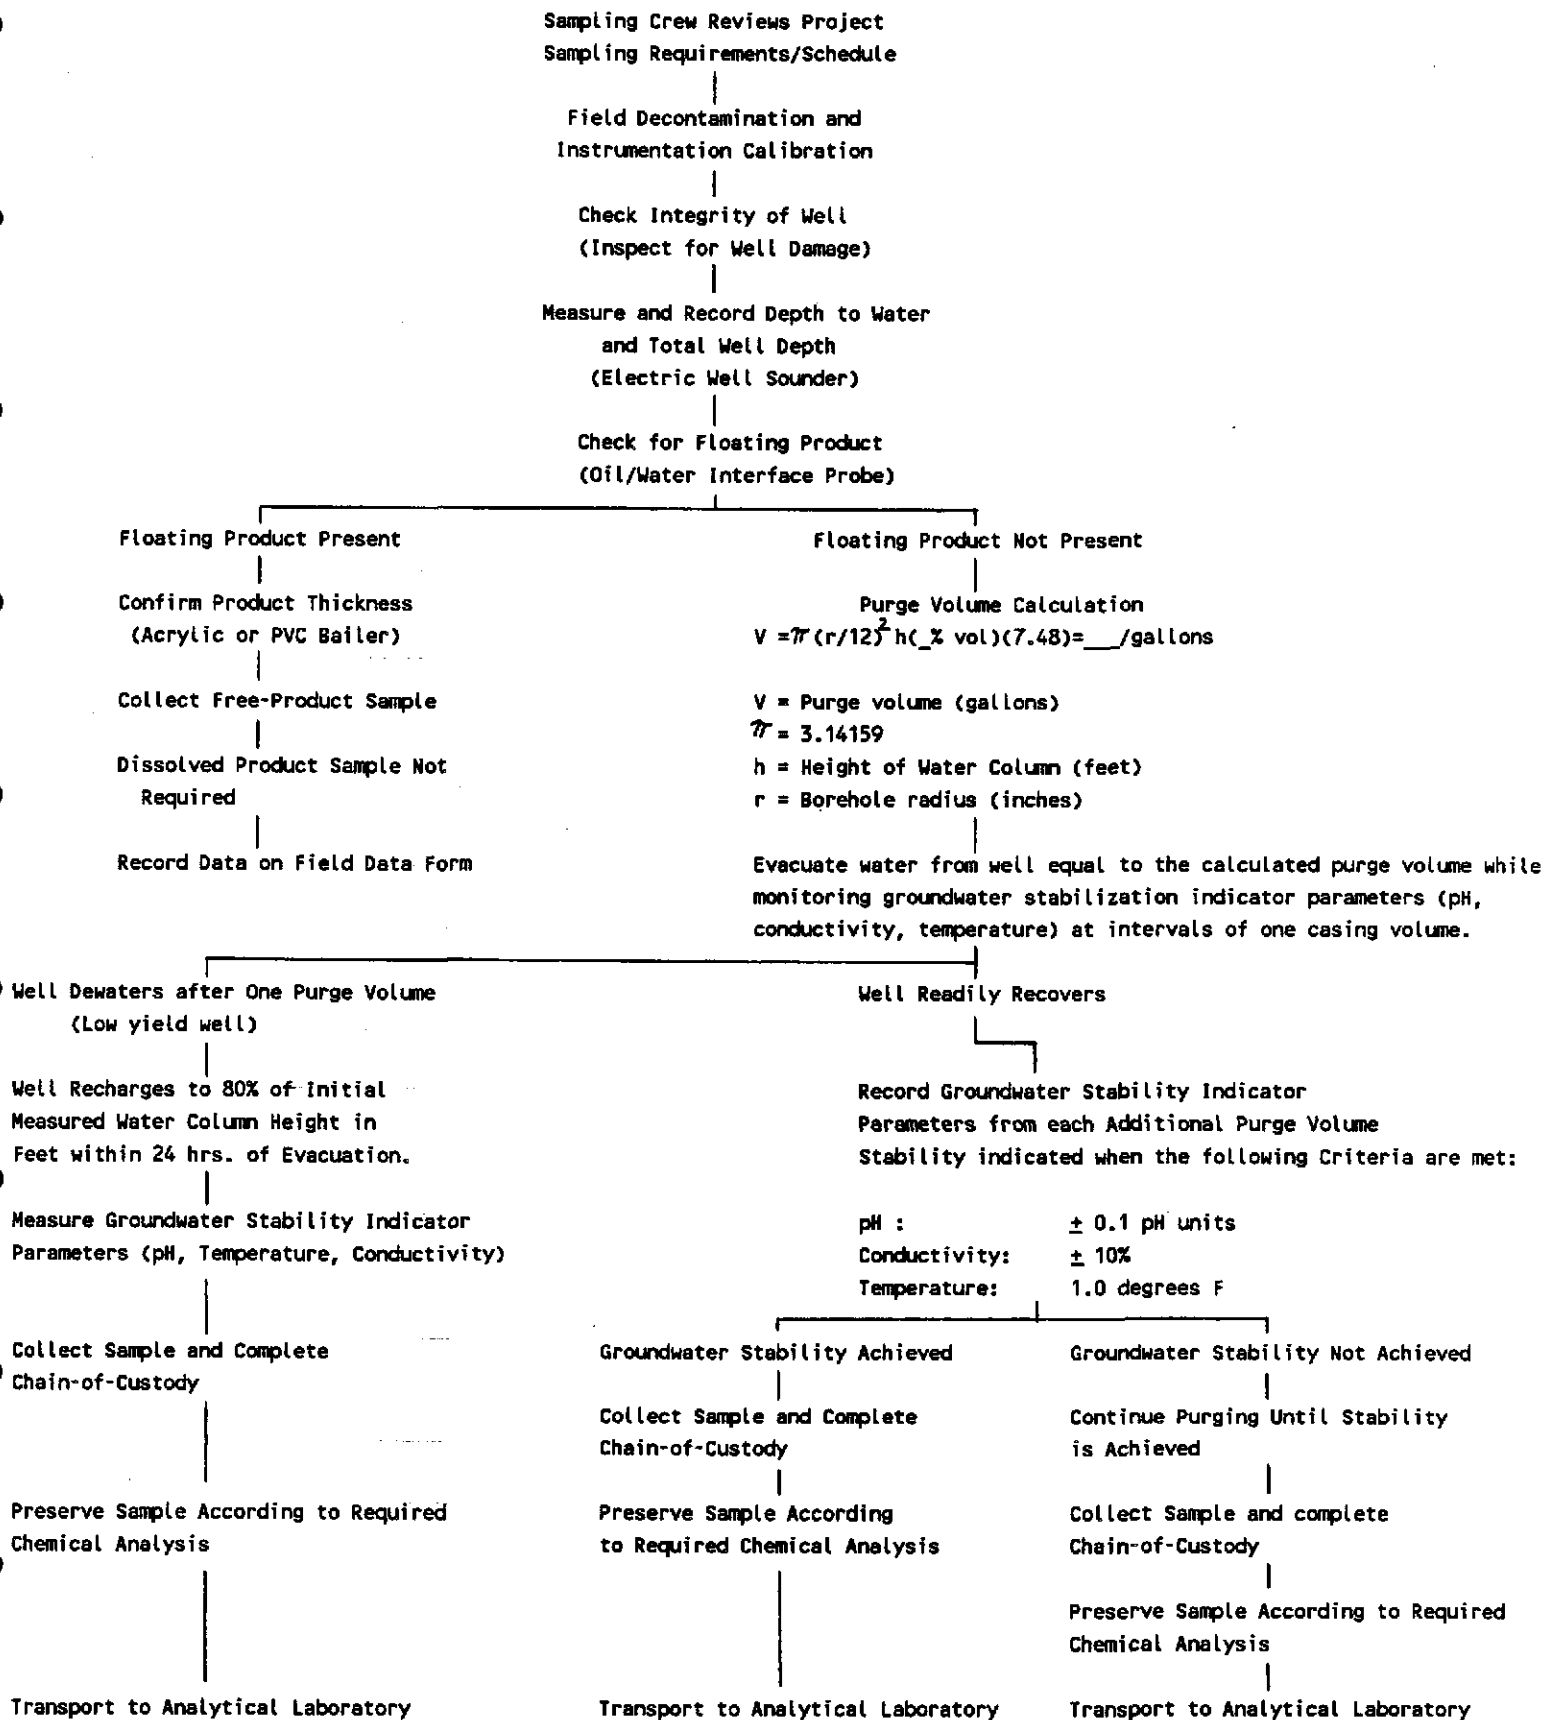 Sampling Crew Reviews Project
Sampling Requirements/Schedule
Field Decontamination and
Instrumentation Calibration
Check Integrity of Well
(Inspect for Well Damage)
Measure and Record Depth to Water
and Total Well Depth
(Electric Well Sounder)
Check for Floating Product
(Oil/Water Interface Probe)
Floating Product Present
Confirm Product Thickness
(Acrylic or PVC Bailer)
Collect Free-Product Sample
Dissolved Product Sample Not
Required
Record Data on Field Data Form
Floating Product Not Present
Purge Volume Calculation
V =π(r/12)² h(_% vol)(7.48)=___/gallons
V = Purge volume (gallons)
π = 3.14159
h = Height of Water Column (feet)
r = Borehole radius (inches)
Evacuate water from well equal to the calculated purge volume while
monitoring groundwater stabilization indicator parameters (pH,
conductivity, temperature) at intervals of one casing volume.
Well Dewaters after One Purge Volume
(Low yield well)
Well Recharges to 80% of Initial
Measured Water Column Height in
Feet within 24 hrs. of Evacuation.
Measure Groundwater Stability Indicator
Parameters (pH, Temperature, Conductivity)
Collect Sample and Complete
Chain-of-Custody
Preserve Sample According to Required
Chemical Analysis
Transport to Analytical Laboratory
Well Readily Recovers
Record Groundwater Stability Indicator
Parameters from each Additional Purge Volume
Stability indicated when the following Criteria are met:
pH : ± 0.1 pH units
Conductivity: ± 10%
Temperature: 1.0 degrees F
Groundwater Stability Achieved
Collect Sample and Complete
Chain-of-Custody
Preserve Sample According
to Required Chemical Analysis
Transport to Analytical Laboratory
Groundwater Stability Not Achieved
Continue Purging Until Stability
is Achieved
Collect Sample and complete
Chain-of-Custody
Preserve Sample According to Required
Chemical Analysis
Transport to Analytical Laboratory